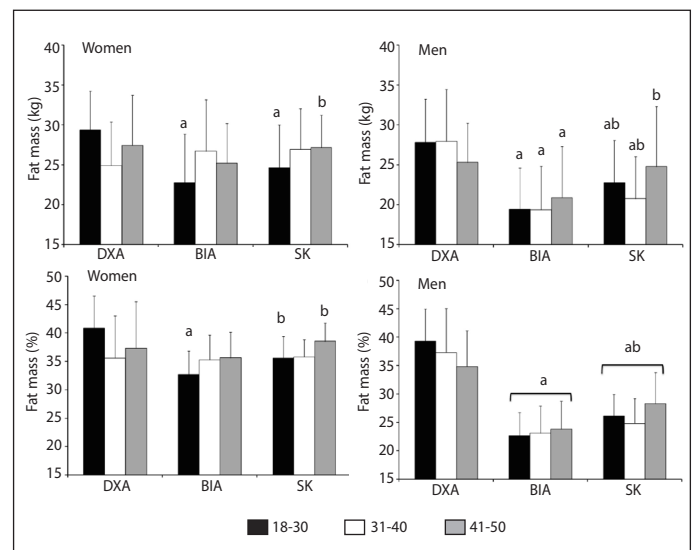 Women
Fat mass (kg)
40
35
30
25
20
15
a
a
b
DXA BIA SK
Men
Fat mass (kg)
40
35
30
25
20
15
a a a
ab ab b
DXA BIA SK
Women
Fat mass (%)
50
45
40
35
30
25
20
15
a
b
b
DXA BIA SK
Men
Fat mass (%)
50
45
40
35
30
25
20
15
a
ab
DXA BIA SK
18-30 31-40 41-50